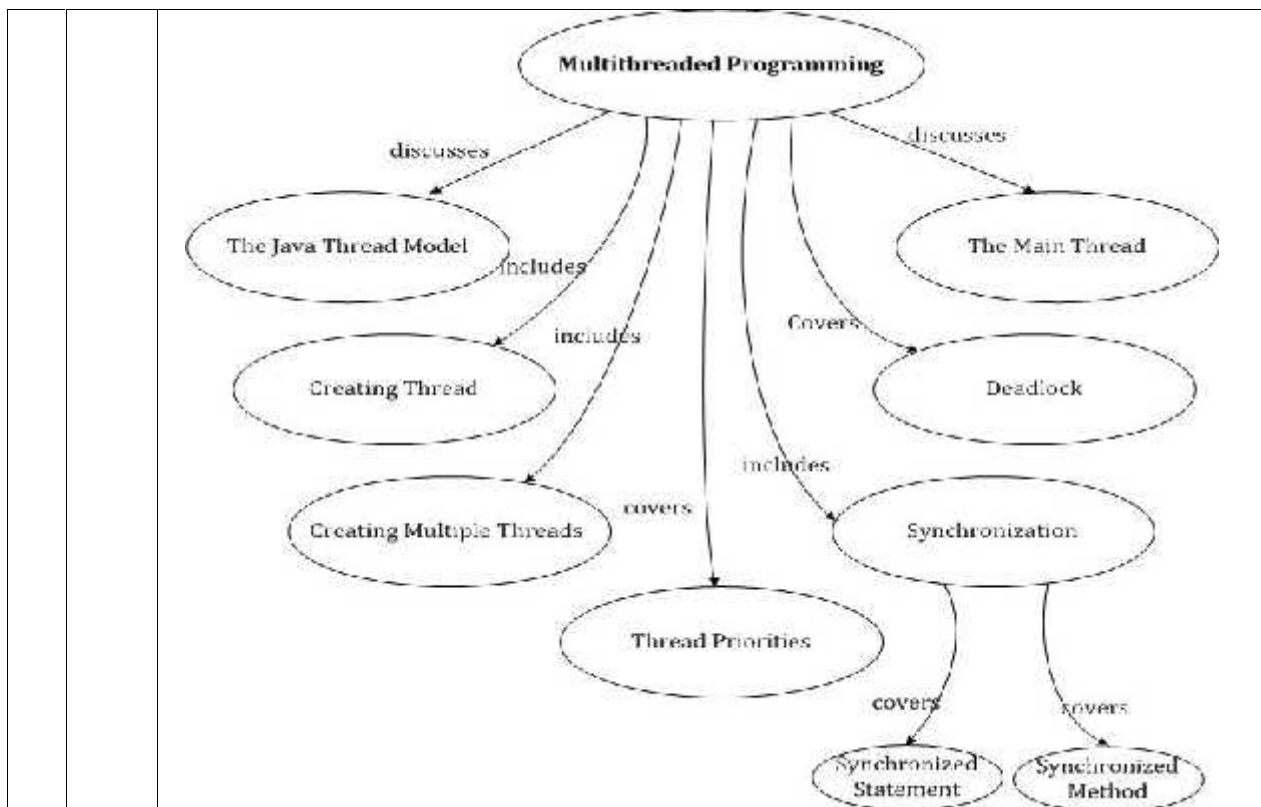 Multithreaded Programming
discusses
discusses
The Java Thread Model
The Main Thread
includes
includes
Covers
Creating Thread
Deadlock
includes
covers
Creating Multiple Threads
Synchronization
Thread Priorities
covers
covers
Synchronized
Statement
Synchronized
Method